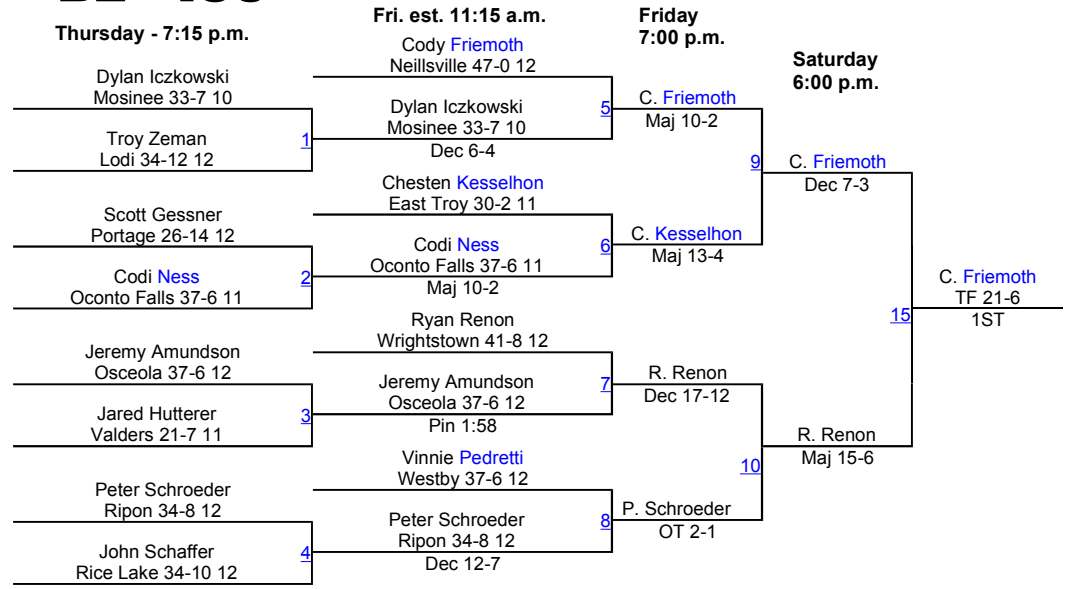 Thursday - 7:15 p.m.
Fri. est. 11:15 a.m.
Friday
7:00 p.m.
Saturday
6:00 p.m.
Dylan Iczkowski
Mosinee 33-7 10
Troy Zeman
Lodi 34-12 12
1
Scott Gessner
Portage 26-14 12
Codi Ness
Oconto Falls 37-6 11
2
Jeremy Amundson
Osceola 37-6 12
Jared Hutterer
Valders 21-7 11
3
Peter Schroeder
Ripon 34-8 12
John Schaffer
Rice Lake 34-10 12
4
Cody Friemoth
Neillsville 47-0 12
Dylan Iczkowski
Mosinee 33-7 10
Dec 6-4
5
Chesten Kesselhon
East Troy 30-2 11
Codi Ness
Oconto Falls 37-6 11
Maj 10-2
6
Ryan Renon
Wrightstown 41-8 12
Jeremy Amundson
Osceola 37-6 12
Pin 1:58
7
Vinnie Pedretti
Westby 37-6 12
Peter Schroeder
Ripon 34-8 12
Dec 12-7
8
C. Friemoth
Maj 10-2
C. Kesselhon
Maj 13-4
9
R. Renon
Dec 17-12
P. Schroeder
OT 2-1
10
C. Friemoth
Dec 7-3
R. Renon
Maj 15-6
15
C. Friemoth
TF 21-6
1ST